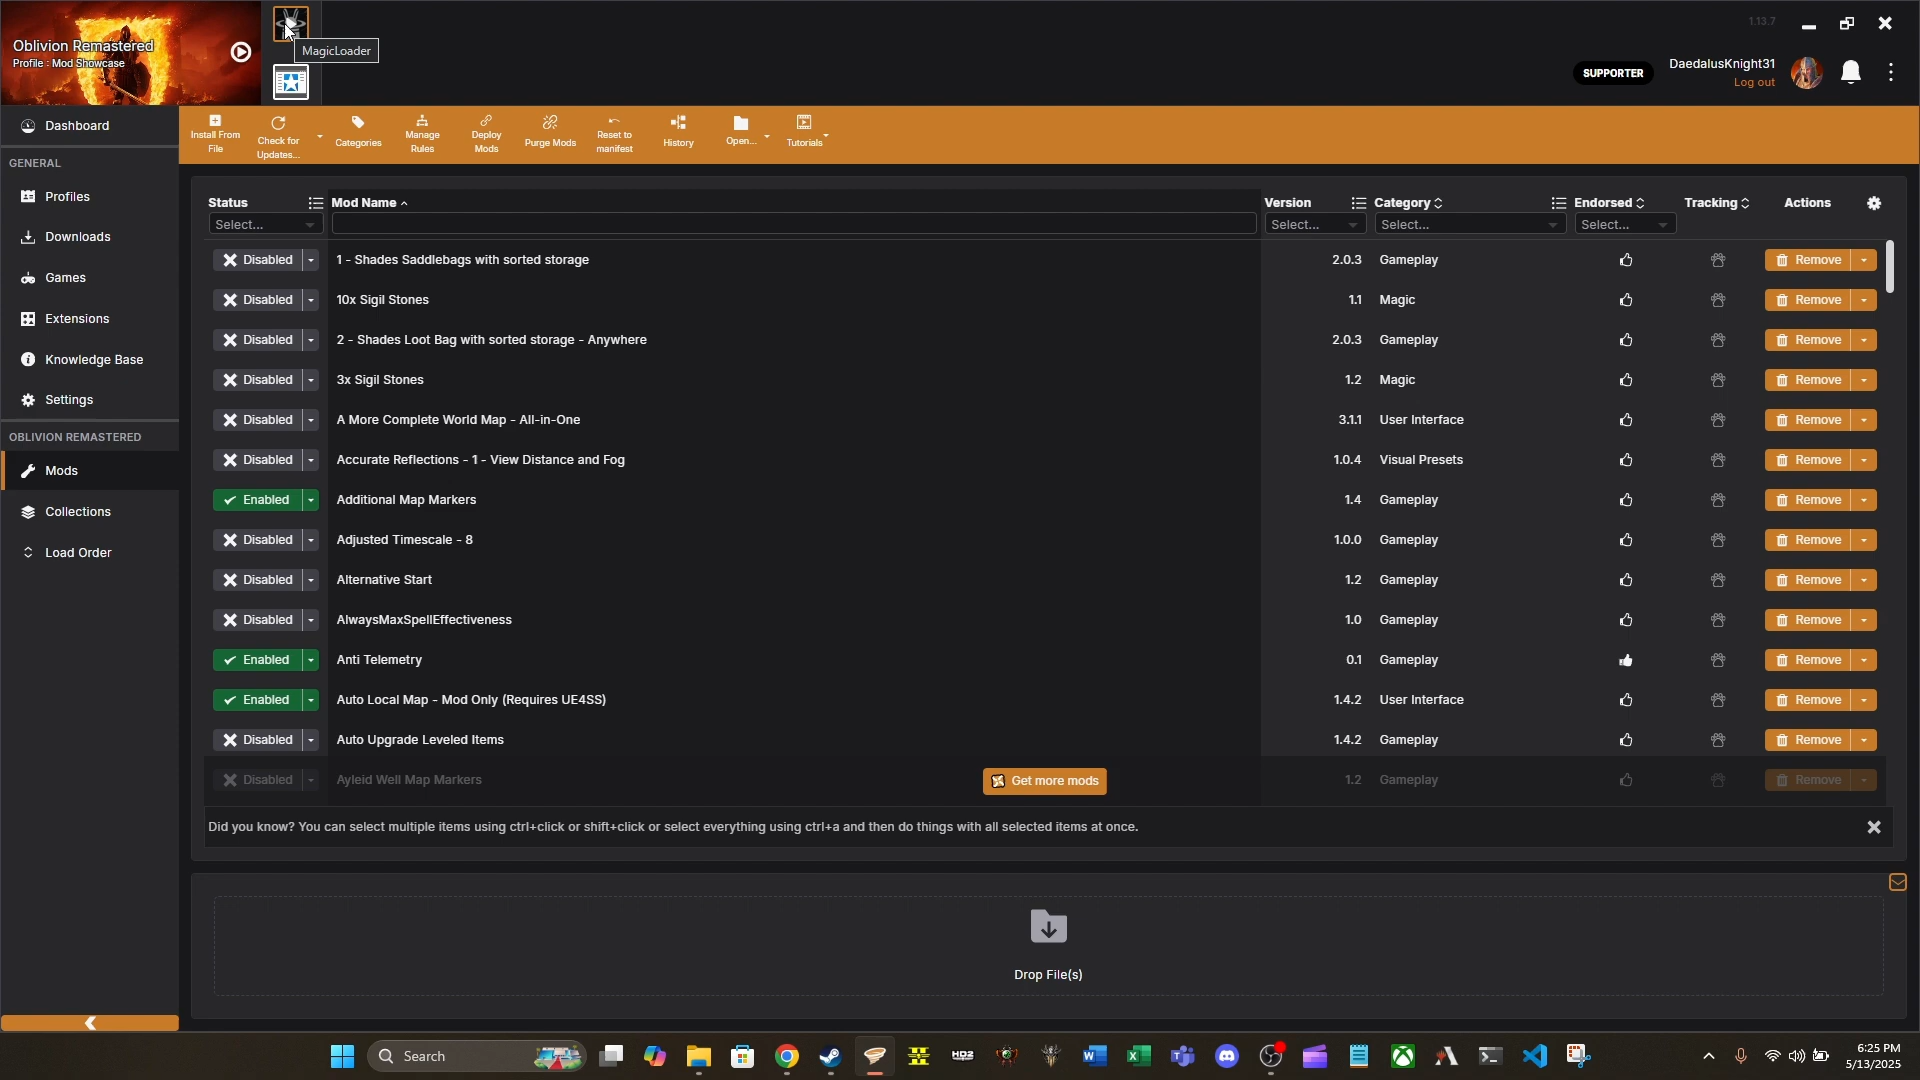 Oblivion Remastered
Profile : Mod Showcase
MagicLoader
1.13.7
SUPPORTER
DaedalusKnight31
Log out
Dashboard
GENERAL
Profiles
Downloads
Games
Extensions
Knowledge Base
Settings
OBLIVION REMASTERED
Mods
Collections
Load Order
Install From File
Check for Updates...
Categories
Manage Rules
Deploy Mods
Purge Mods
Reset to manifest
History
Open...
Tutorials
Status Mod Name Version Category Endorsed Tracking Actions
Select... Select... Select... Select...
Disabled 1 - Shades Saddlebags with sorted storage 2.0.3 Gameplay Remove
Disabled 10x Sigil Stones 1.1 Magic Remove
Disabled 2 - Shades Loot Bag with sorted storage - Anywhere 2.0.3 Gameplay Remove
Disabled 3x Sigil Stones 1.2 Magic Remove
Disabled A More Complete World Map - All-in-One 3.1.1 User Interface Remove
Disabled Accurate Reflections - 1 - View Distance and Fog 1.0.4 Visual Presets Remove
Enabled Additional Map Markers 1.4 Gameplay Remove
Disabled Adjusted Timescale - 8 1.0.0 Gameplay Remove
Disabled Alternative Start 1.2 Gameplay Remove
Disabled AlwaysMaxSpellEffectiveness 1.0 Gameplay Remove
Enabled Anti Telemetry 0.1 Gameplay Remove
Enabled Auto Local Map - Mod Only (Requires UE4SS) 1.4.2 User Interface Remove
Disabled Auto Upgrade Leveled Items 1.4.2 Gameplay Remove
Disabled Ayleid Well Map Markers Get more mods 1.2 Gameplay Remove
Did you know? You can select multiple items using ctrl+click or shift+click or select everything using ctrl+a and then do things with all selected items at once.
Drop File(s)
Search
HD2
6:25 PM
5/13/2025